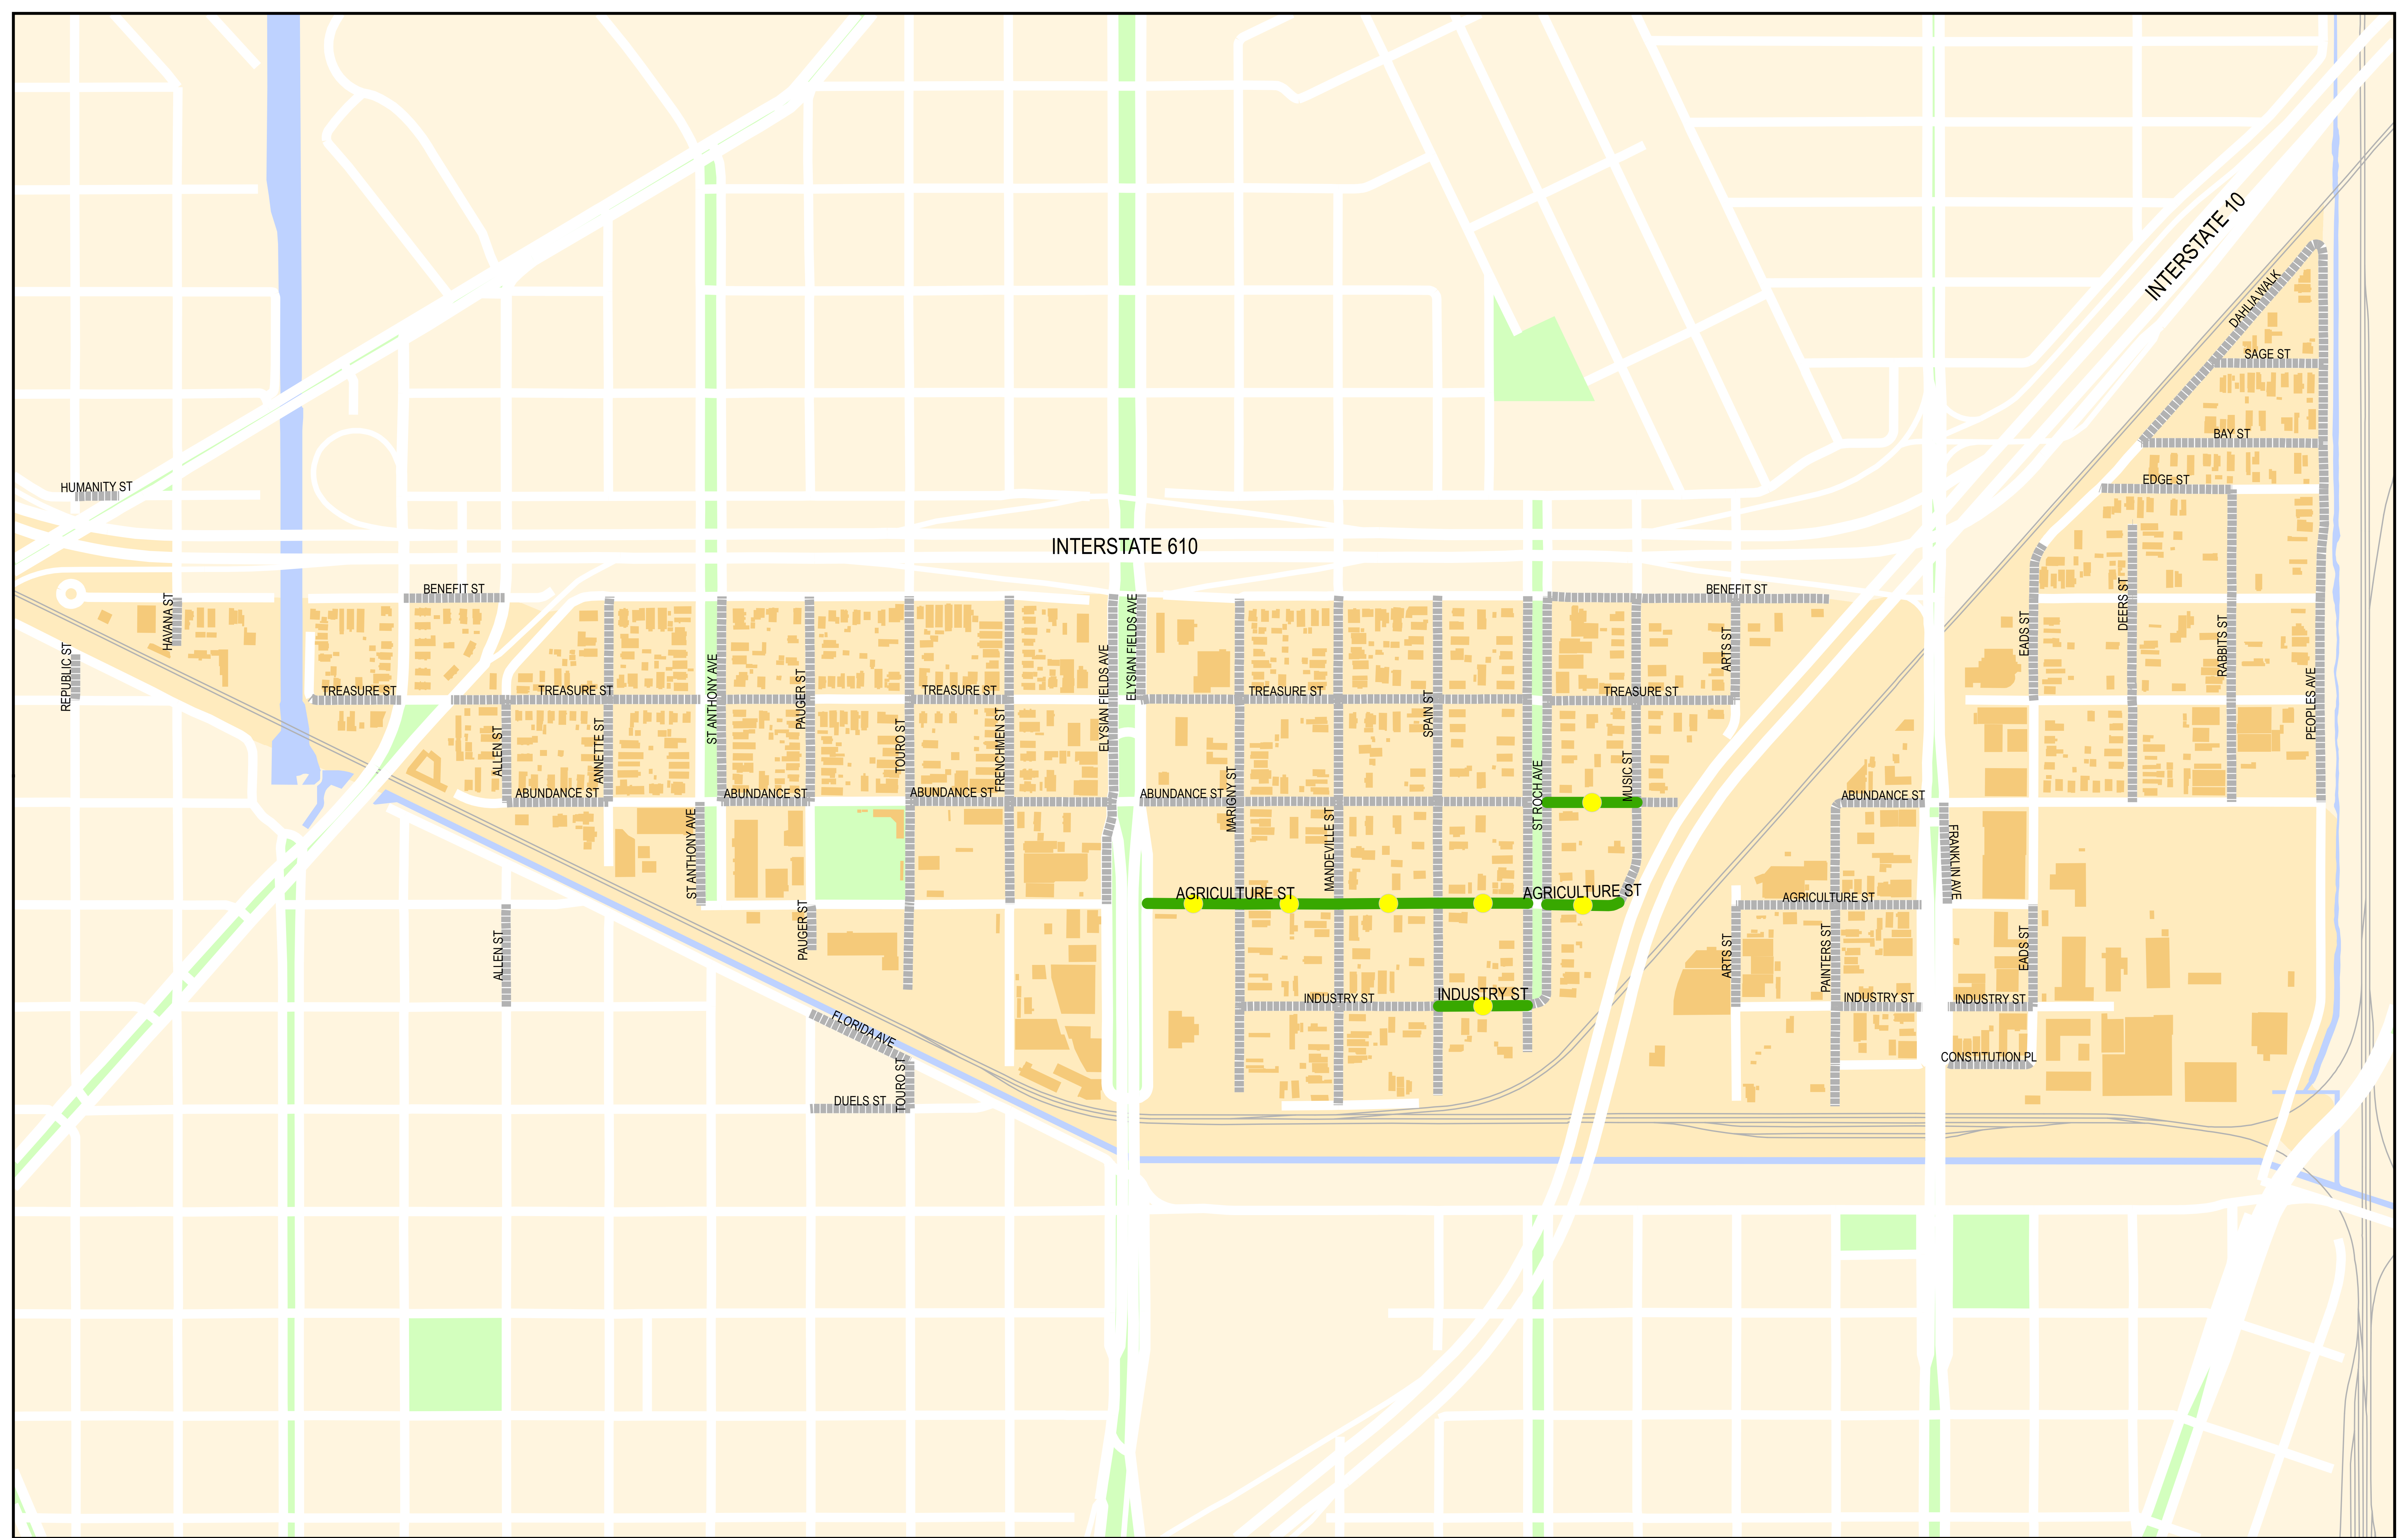 INTERSTATE 10
DAHLIA WALK
SAGE ST
BAY ST
EDGE ST
HUMANITY ST
INTERSTATE 610
BENEFIT ST
BENEFIT ST
HAVANA ST
REPUBLIC ST
TREASURE ST
TREASURE ST
ST ANTHONY AVE
PAUGER ST
TREASURE ST
ELYSIAN FIELDS AVE
ELYSIAN FIELDS AVE
TREASURE ST
SPAIN ST
TREASURE ST
ARTS ST
EADS ST
DEERS ST
RABBITS ST
PEOPLES AVE
ALLEN ST
ANNETTE ST
TOURO ST
FRENCHMEN ST
MARIGNY ST
MUSIC ST
ABUNDANCE ST
ABUNDANCE ST
ABUNDANCE ST
ABUNDANCE ST
ST ROCH AVE
ABUNDANCE ST
ST ANTHONY AVE
MANDEVILLE ST
FRANKLIN AVE
AGRICULTURE ST
AGRICULTURE ST
AGRICULTURE ST
ALLEN ST
PAUGER ST
ARTS ST
PAINTERS ST
EADS ST
INDUSTRY ST
INDUSTRY ST
INDUSTRY ST
INDUSTRY ST
FLORIDA AVE
CONSTITUTION PL
TOURO ST
DUELS ST